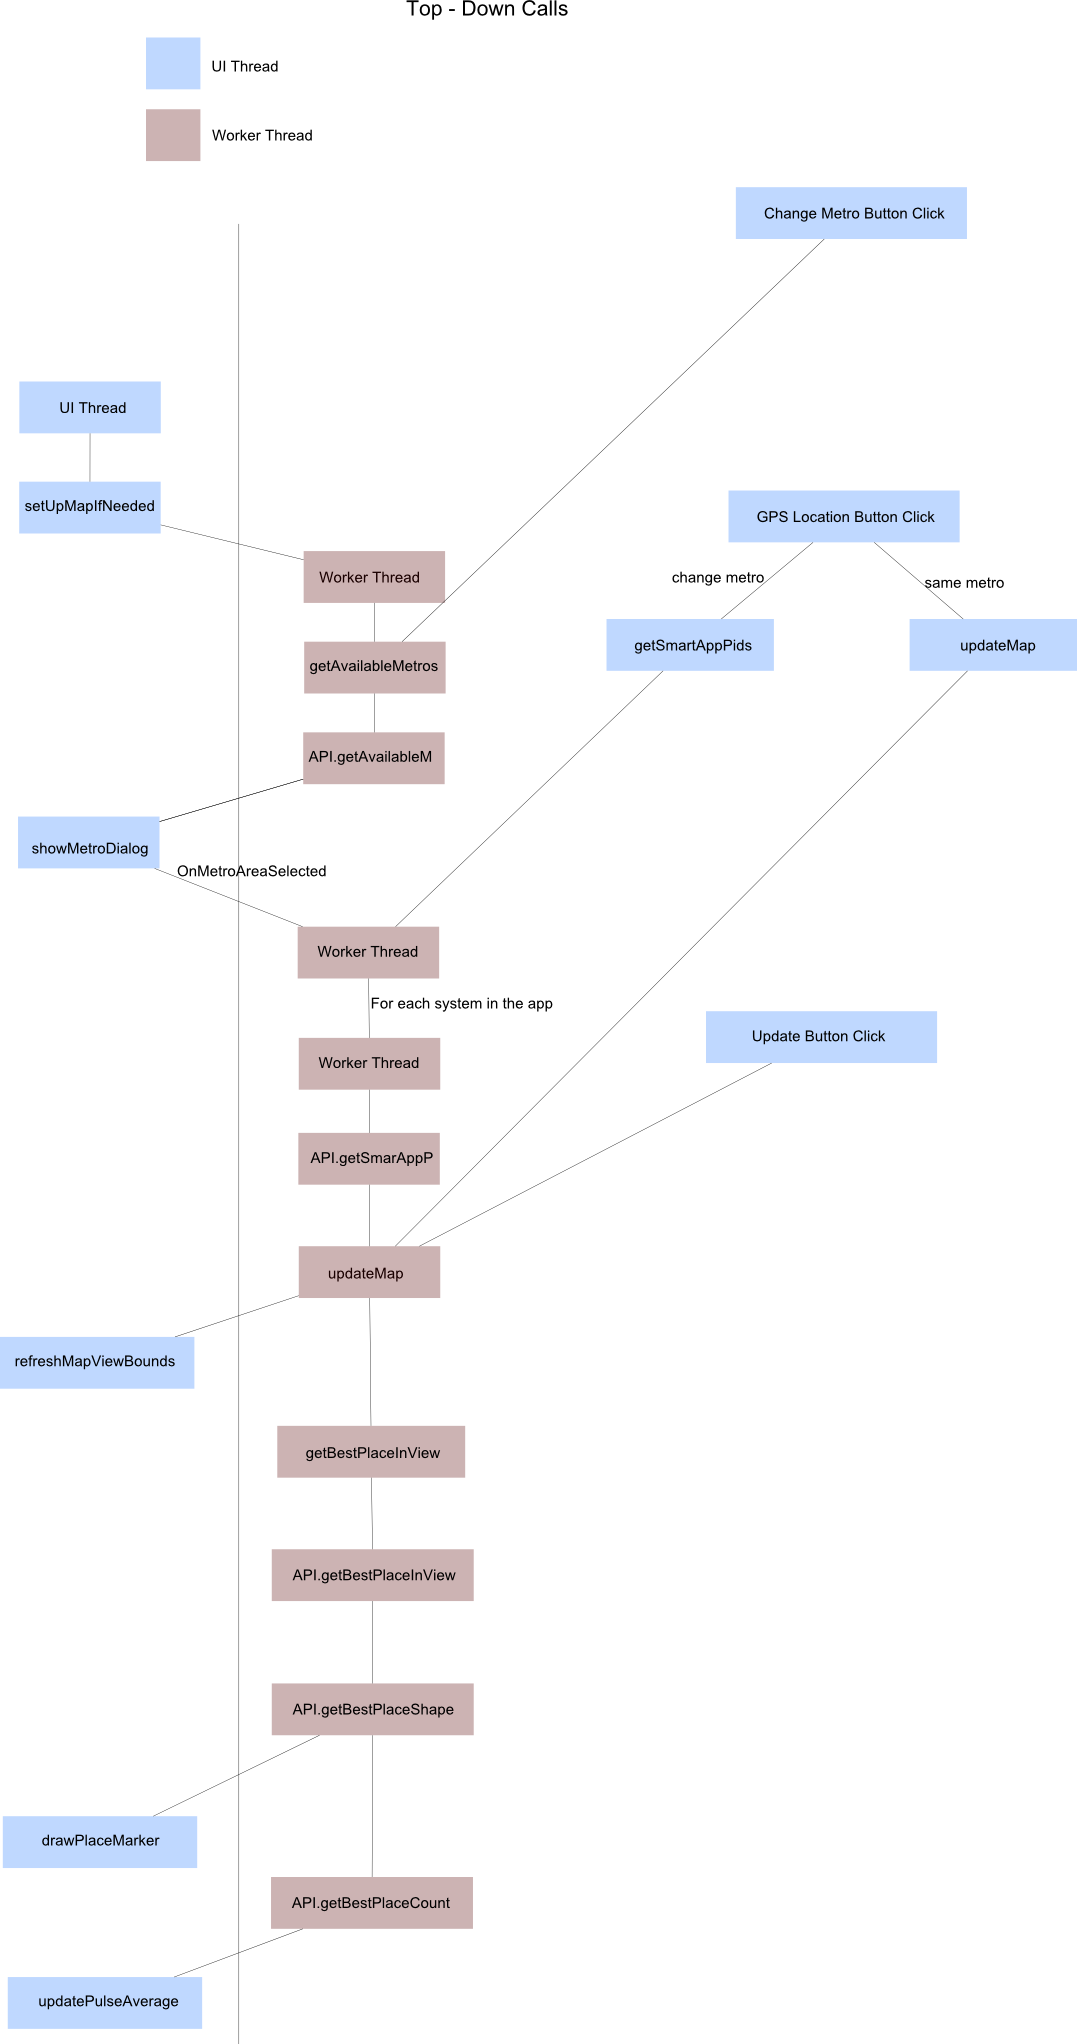 Top - Down Calls
UI Thread
Worker Thread
Change Metro Button Click
UI Thread
setUpMapIfNeeded
GPS Location Button Click
Worker Thread
change metro
same metro
getSmartAppPids
updateMap
getAvailableMetros
API.getAvailableM
showMetroDialog
OnMetroAreaSelected
Worker Thread
For each system in the app
Update Button Click
Worker Thread
API.getSmarAppP
updateMap
refreshMapViewBounds
getBestPlaceInView
API.getBestPlaceInView
API.getBestPlaceShape
drawPlaceMarker
API.getBestPlaceCount
updatePulseAverage